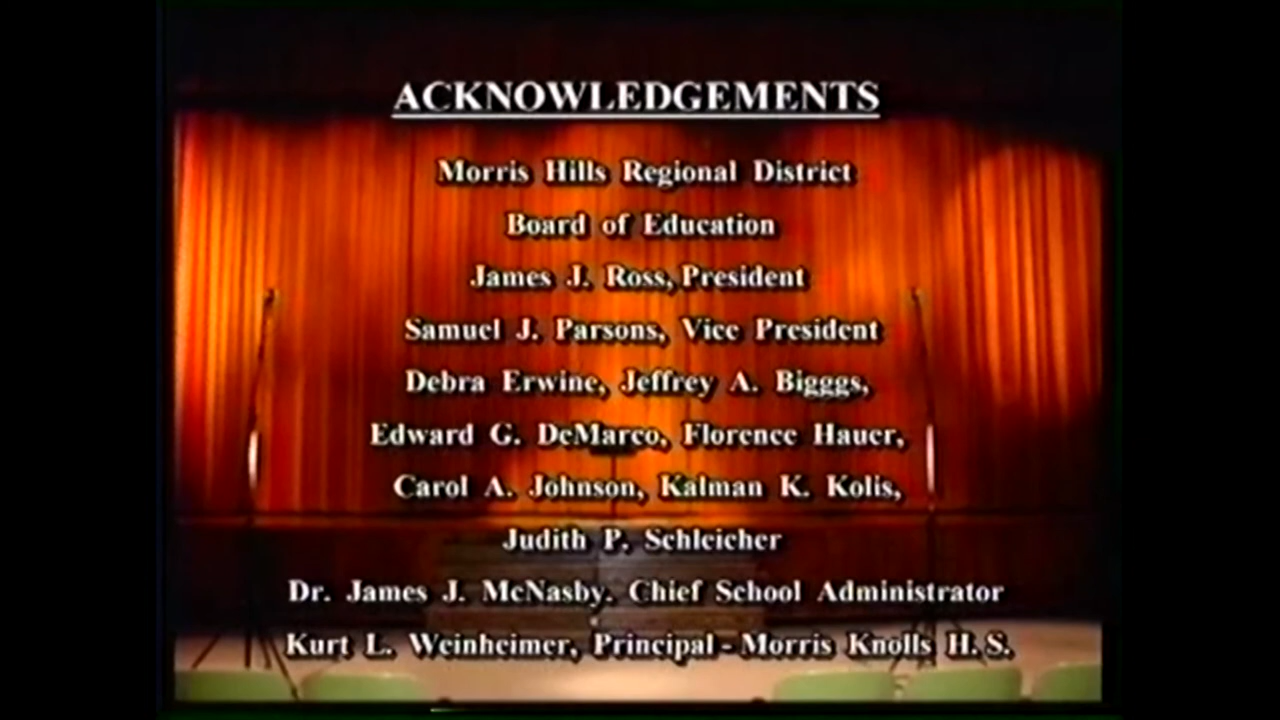 ACKNOWLEDGEMENTS
Morris Hills Regional District
Board of Education
James J. Ross, President
Samuel J. Parsons, Vice President
Debra Erwine, Jeffrey A. Bigggs,
Edward G. DeMarco, Florence Hauer,
Carol A. Johnson, Kalman K. Kolis,
Judith P. Schleicher
Dr. James J. McNasby. Chief School Administrator
Kurt L. Weinheimer, Principal - Morris Knolls H. S.